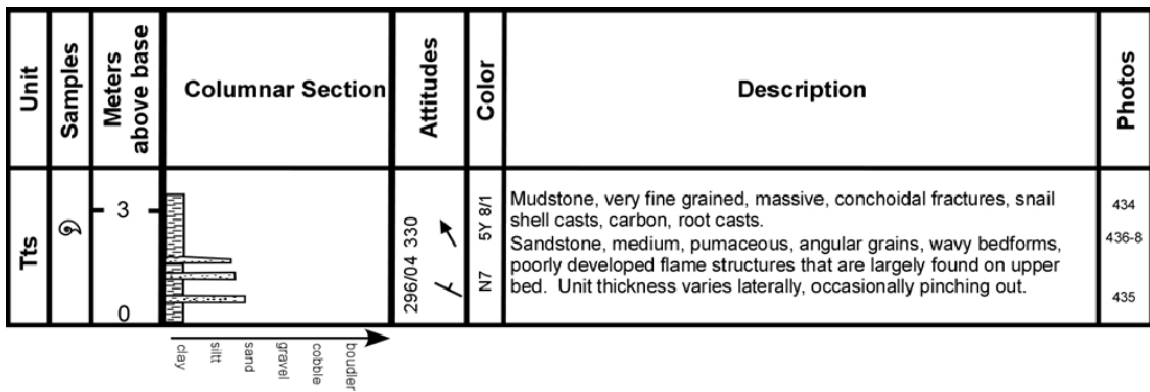 Unit
Samples
Meters
above base
Columnar Section
Attitudes
Color
Description
Photos
Tts
3
0
296/04 330
N7 5Y 8/1
Mudstone, very fine grained, massive, conchoidal fractures, snail
shell casts, carbon, root casts.
Sandstone, medium, pumaceous, angular grains, wavy bedforms,
poorly developed flame structures that are largely found on upper
bed. Unit thickness varies laterally, occasionally pinching out.
434
436-8
435
clay
siltt
sand
gravel
cobble
boudler